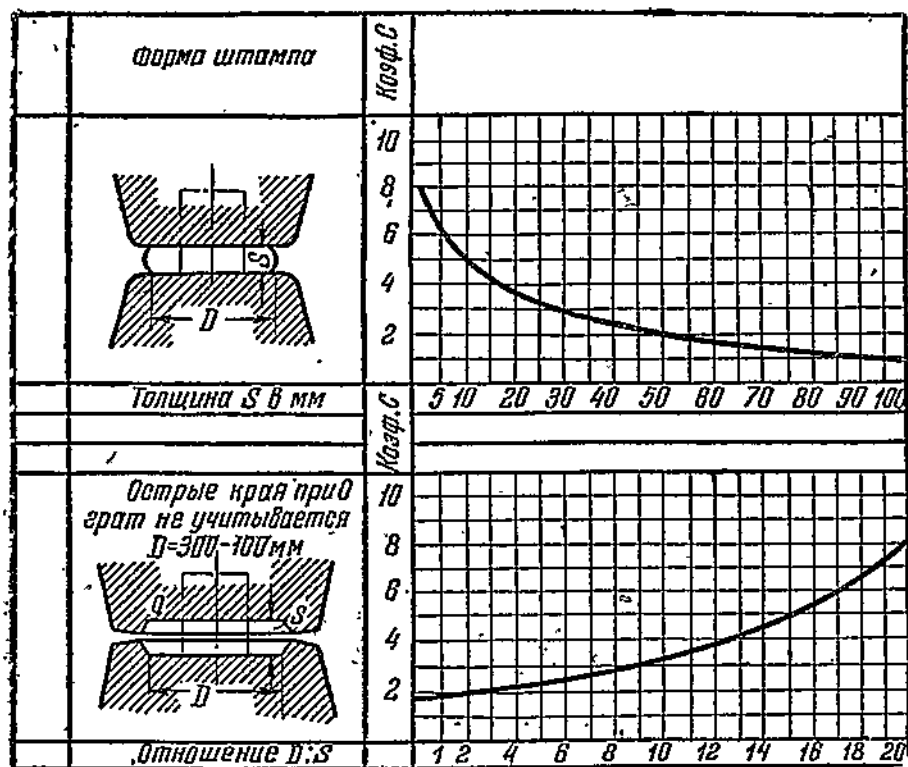 Форма штампа
Коэф. С
10
8
6
4
2
S
D
Толщина S в мм
5 10 20 30 40 50 60 70 80 90 100
Коэф. С
Острые края при О
грат не учитывается
D=300-100мм
10
8
6
4
2
О
S
D
Отношение D:S
1 2 4 6 8 10 12 14 16 18 20